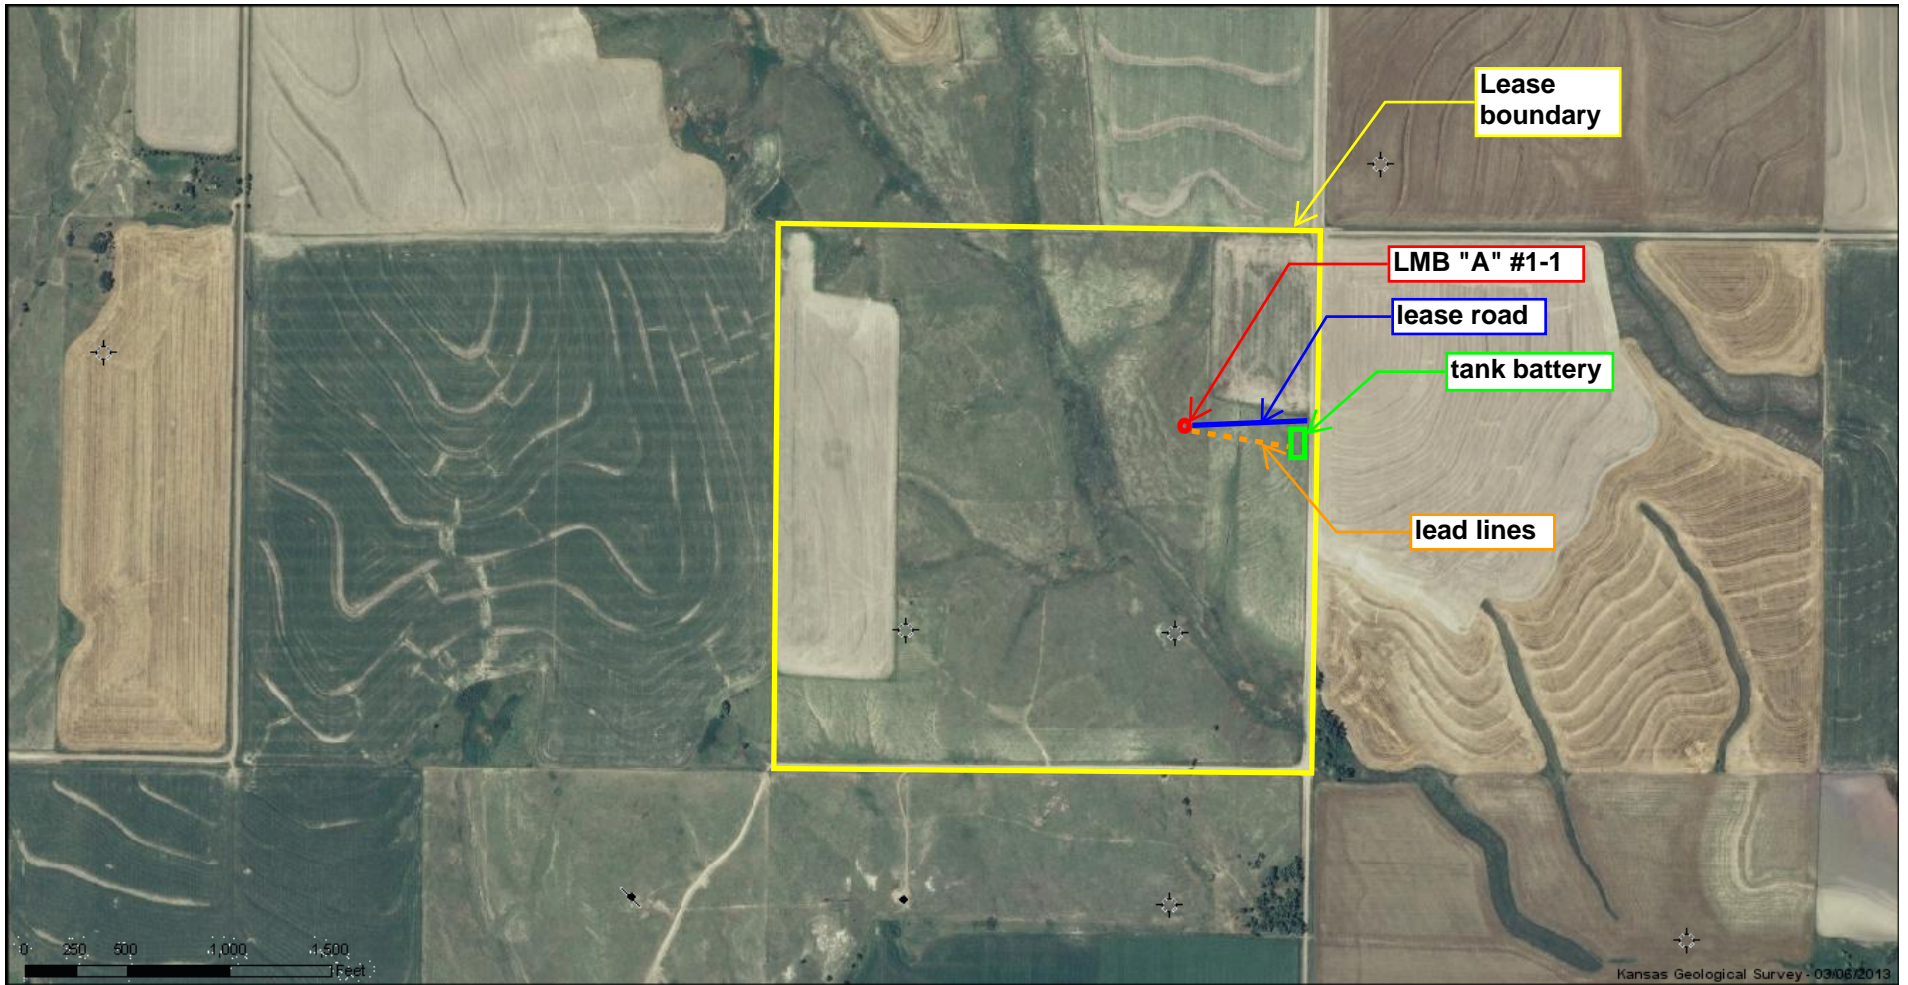 Lease
boundary
LMB "A" #1-1
lease road
tank battery
lead lines
0 250 500 1,000 1,500
Feet
Kansas Geological Survey - 03/06/2013